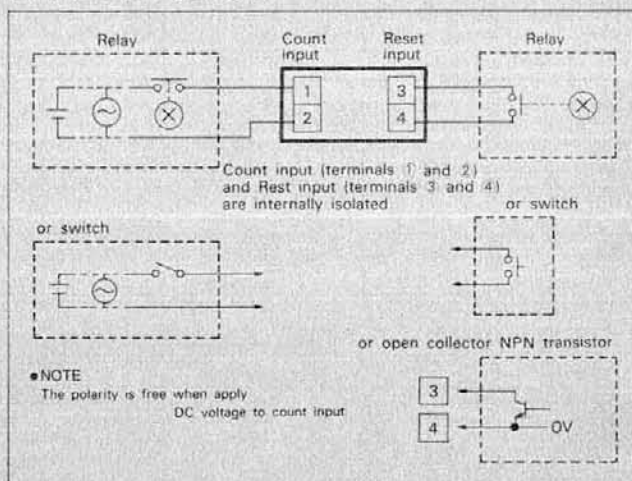 Relay
Count
input
Reset
input
Relay
1
3
2
4
Count input (terminals ① and 2)
and Rest input (terminals 3 and 4)
are internally isolated
or switch
or switch
or open collector NPN transistor
● NOTE
The polarity is free when apply
DC voltage to count input
3
4
0V